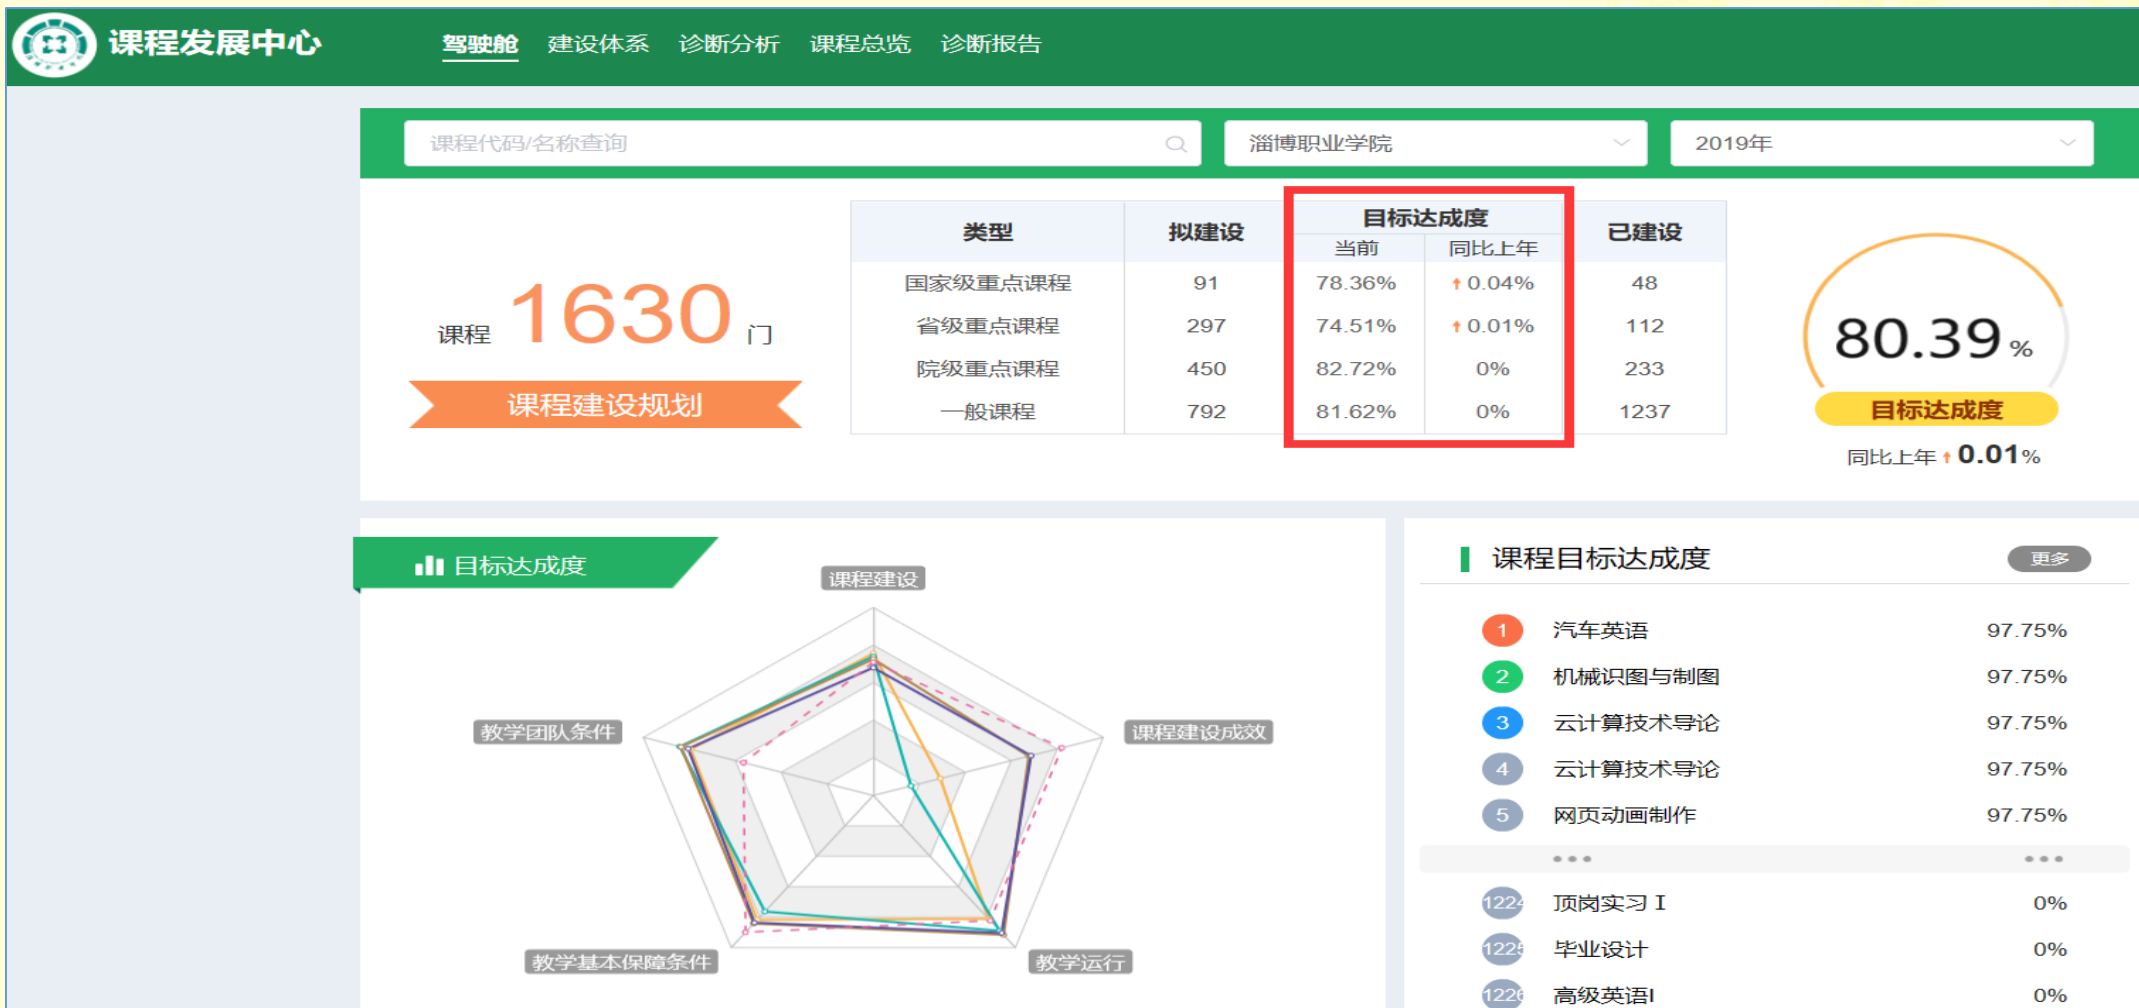 课程发展中心 驾驶舱 建设体系 诊断分析 课程总览 诊断报告
课程代码/名称查询 淄博职业学院 2019年
类型 拟建设 目标达成度 已建设
当前 同比上年
国家级重点课程 91 78.36% ↑0.04% 48
省级重点课程 297 74.51% ↑0.01% 112
院级重点课程 450 82.72% 0% 233
一般课程 792 81.62% 0% 1237
课程 1630 门
课程建设规划
80.39%
目标达成度
同比上年↑0.01%
目标达成度
课程建设
课程建设成效
教学运行
教学基本保障条件
教学团队条件
课程目标达成度 更多
1 汽车英语 97.75%
2 机械识图与制图 97.75%
3 云计算技术导论 97.75%
4 云计算技术导论 97.75%
5 网页动画制作 97.75%
••• •••
1224 顶岗实习 I 0%
1225 毕业设计 0%
1226 高级英语I 0%